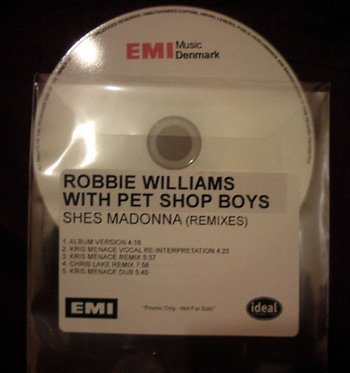 EMI Music
Denmark
ROBBIE WILLIAMS
WITH PET SHOP BOYS
SHES MADONNA (REMIXES)
1. ALBUM VERSION 4:16
2. KRIS MENACE VOCAL RE-INTERPRETATION 4:25
3. KRIS MENACE REMIX 5:37
4. CHRIS LAKE REMIX 7:56
5. KRIS MENACE DUB 5:40
EMI
"Promo Only - Not For Sale"
ideal